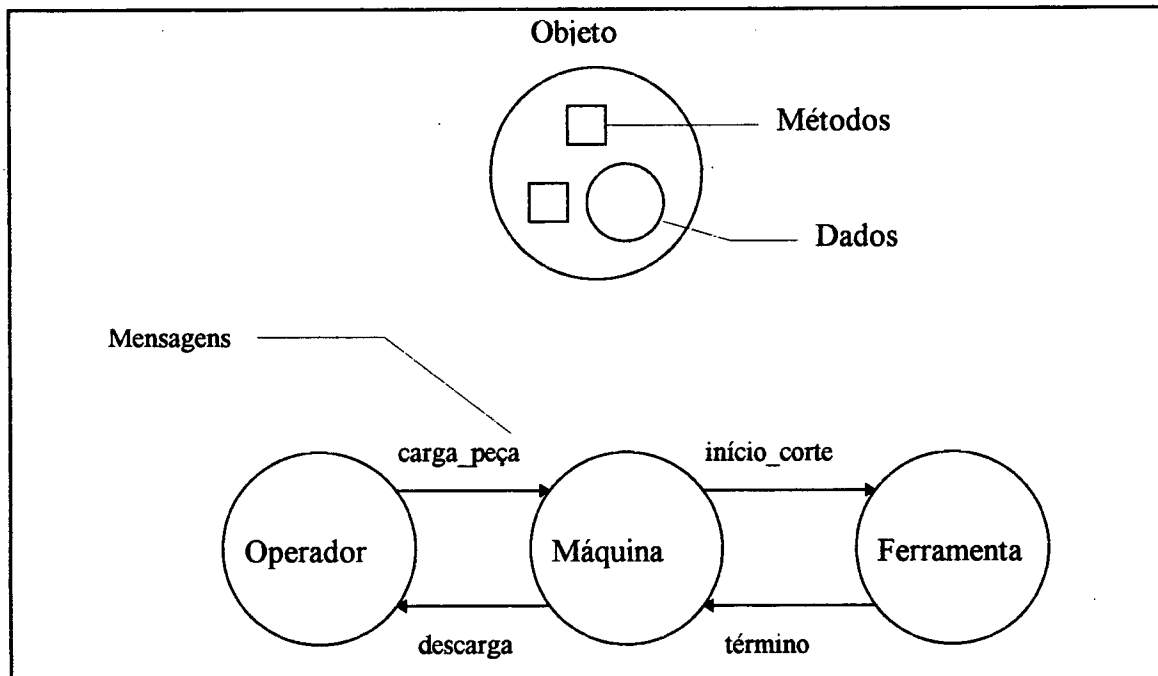 Objeto
Métodos
Dados
Mensagens
carga_peça
início_corte
Operador
Máquina
Ferramenta
descarga
término